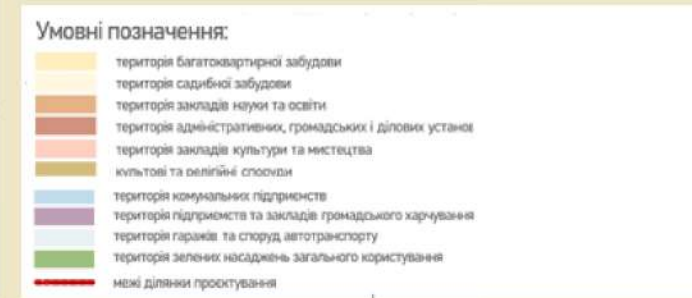 Умовні позначення:
територія багатоквартирної забудови
територія садибної забудови
територія закладів науки та освіти
територія адміністративних, громадських і ділових установ
територія закладів культури та мистецтва
культові та релігійні споруди
територія комунальних підприємств
територія підприємств та закладів громадського харчування
територія гаражів та споруд автотранспорту
територія зелених насаджень загального користування
межі ділянки проєктування